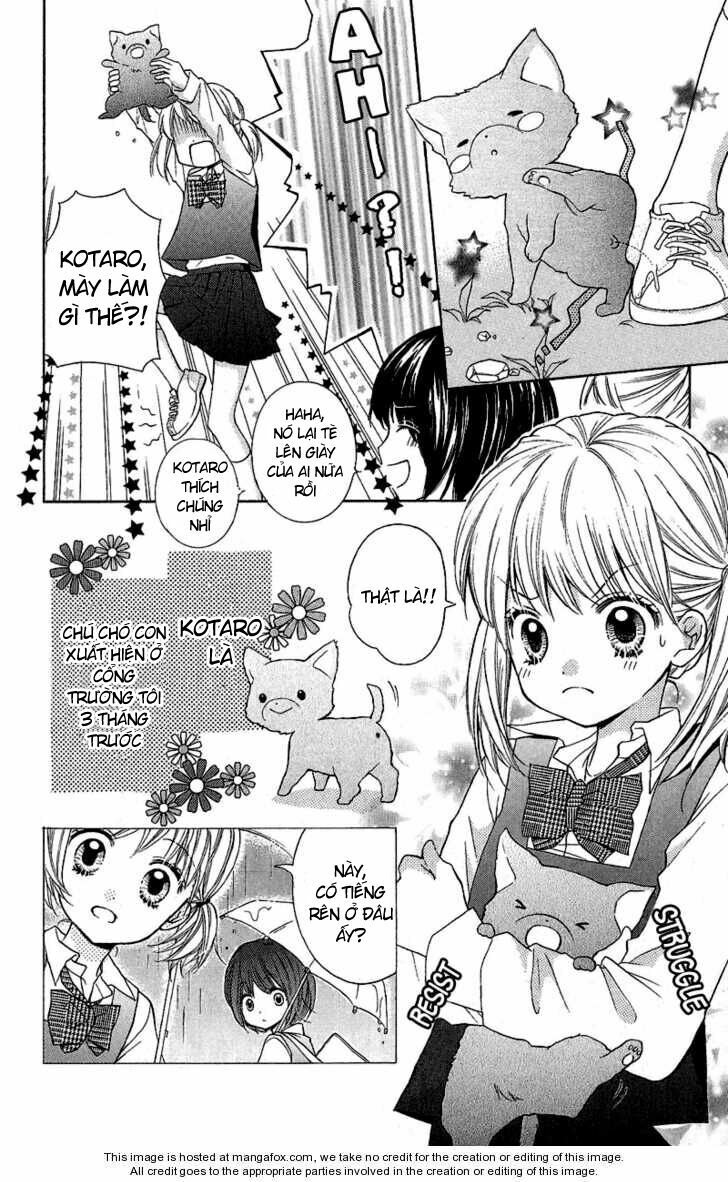 AH!?!
KOTARO,
MÀY LÀM
GÌ THẾ?!
HAHA,
NÓ LẠI TÈ
LÊN GIÀY
CỦA AI NỮA
RỒI
KOTARO
THÍCH
CHÚNG
NHỈ
THẬT LÀ!!
KOTARO
LÀ
CHÚ CHÓ CON
XUẤT HIỆN Ở
CỔNG
TRƯỜNG TÔI
3 THÁNG
TRƯỚC
NÀY,
CÓ TIẾNG
RÊN Ở ĐÂU
ẤY?
STRUGGLE
RESIST
This image is hosted at mangafox.com, we take no credit for the creation or editing of this image.
All credit goes to the appropriate parties involved in the creation or editing of this image.